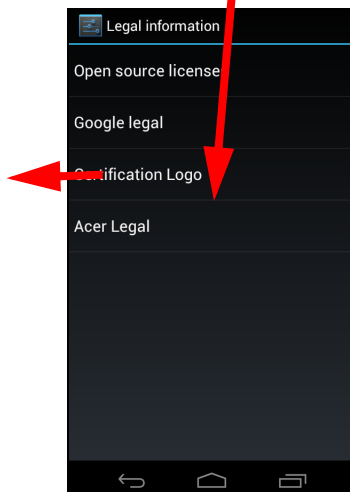 Legal information
Open source license
Google legal
Certification Logo
Acer Legal